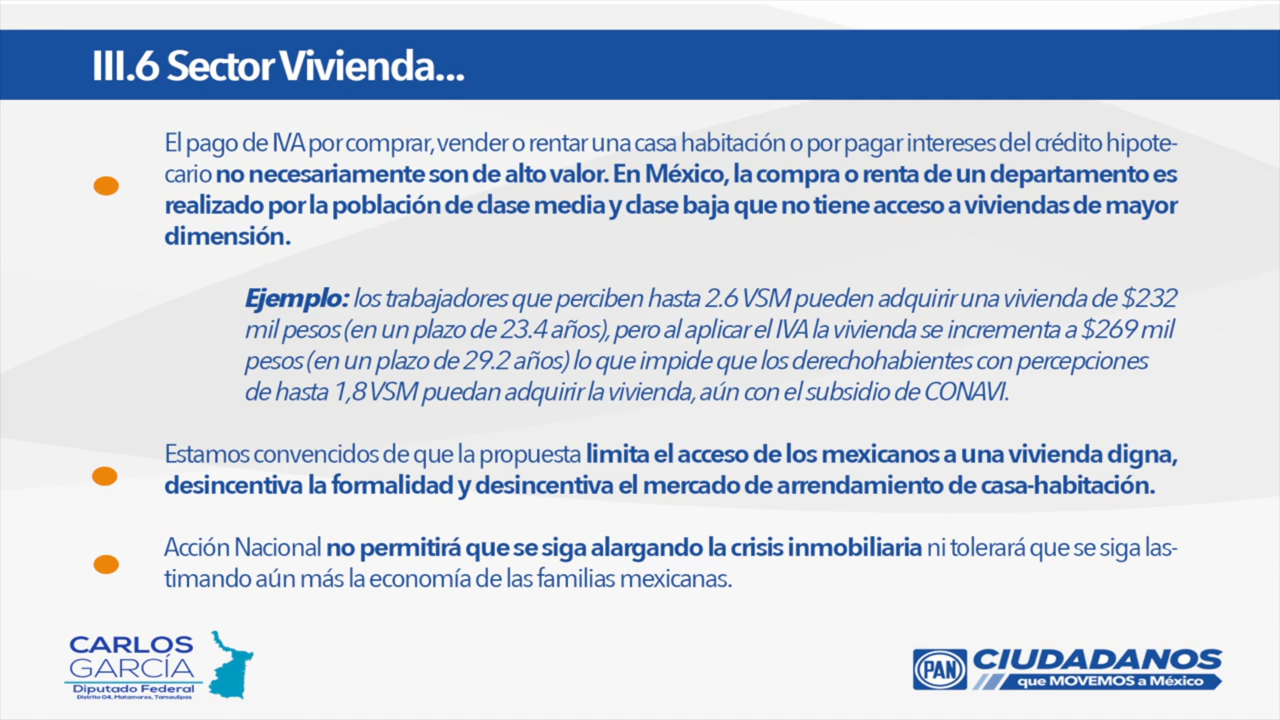 III.6 Sector Vivienda...
El pago de IVA por comprar, vender o rentar una casa habitación o por pagar intereses del crédito hipote-
cario no necesariamente son de alto valor. En México, la compra o renta de un departamento es
realizado por la población de clase media y clase baja que no tiene acceso a viviendas de mayor
dimensión.
Ejemplo: los trabajadores que perciben hasta 2.6 VSM pueden adquirir una vivienda de $232
mil pesos (en un plazo de 23.4 años), pero al aplicar el IVA la vivienda se incrementa a $269 mil
pesos (en un plazo de 29.2 años) lo que impide que los derechohabientes con percepciones
de hasta 1,8 VSM puedan adquirir la vivienda, aún con el subsidio de CONAVI.
Estamos convencidos de que la propuesta limita el acceso de los mexicanos a una vivienda digna,
desincentiva la formalidad y desincentiva el mercado de arrendamiento de casa-habitación.
Acción Nacional no permitirá que se siga alargando la crisis inmobiliaria ni tolerará que se siga las-
timando aún más la economía de las familias mexicanas.
CARLOS
GARCÍA
Diputado Federal
Distrito 04, Matamoros, Tamaulipas
PAN
CIUDADANOS
que MOVEMOS a México